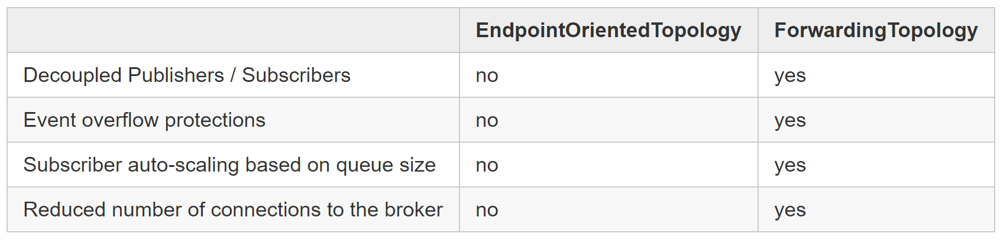 EndpointOrientedTopology ForwardingTopology
Decoupled Publishers / Subscribers no yes
Event overflow protections no yes
Subscriber auto-scaling based on queue size no yes
Reduced number of connections to the broker no yes